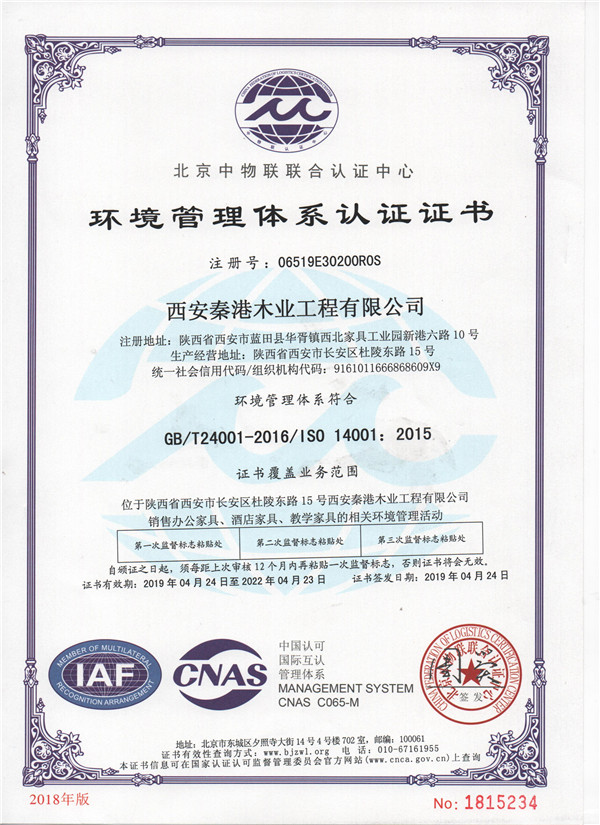 北京中物联联合认证中心
环境管理体系认证证书
注册号：06519E30200R0S
西安秦港木业工程有限公司
注册地址：陕西省西安市蓝田县华胥镇西北家具工业园新港六路10号
生产经营地址：陕西省西安市长安区杜陵东路15号
统一社会信用代码/组织机构代码：9161011666868609X9
环境管理体系符合
GB/T24001-2016/ISO 14001：2015
证书覆盖业务范围
位于陕西省西安市长安区杜陵东路15号西安秦港木业工程有限公司
销售办公家具、酒店家具、教学家具的相关环境管理活动
第一次监督标志粘贴处 第二次监督标志粘贴处 第三次监督标志粘贴处
自颁证之日起，须每距上次审核12个月内再粘贴一次监督标志，否则证书将会无效。
证书有效期：2019年04月24日至2022年04月23日 证书签发日期：2019年04月24日
MEMBER OF MULTILATERAL
IAF
RECOGNITION ARRANGEMENT
CNAS
中国认可
国际互认
管理体系
MANAGEMENT SYSTEM
CNAS C065-M
签发
地址：北京市东城区夕照寺大街14号4号楼702室，邮编：100061
证书有效性查询方式：www.bjzwl.org 电话：010-67161955
本证书信息可在国家认证认可监督管理委员会官方网站(www.cnca.gov.cn)上查询
2018年版
No: 1815234